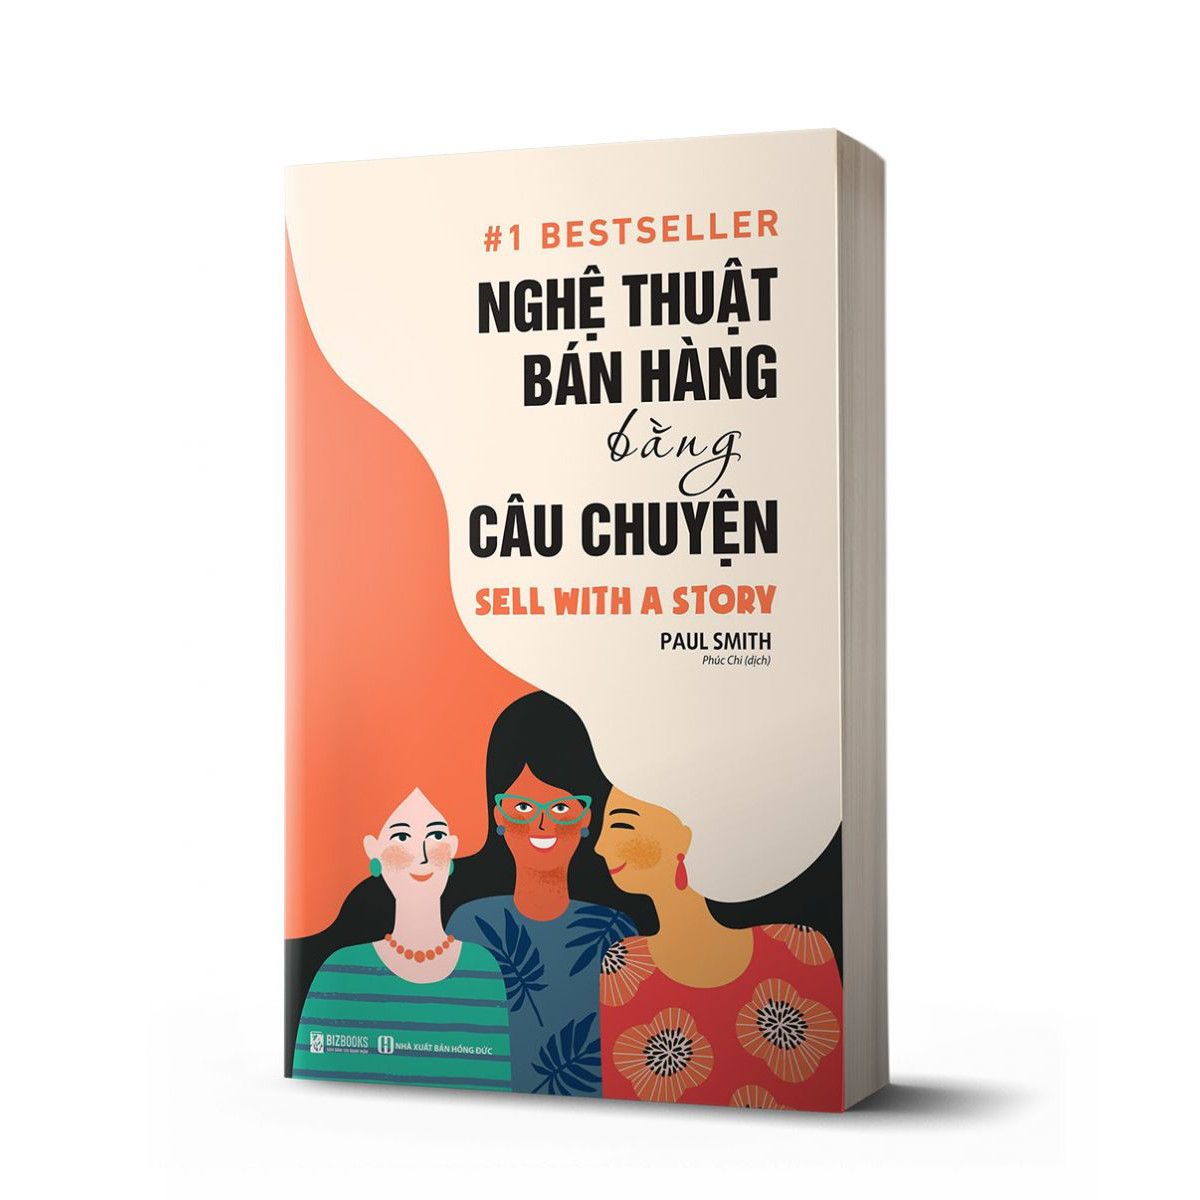 #1 BESTSELLER
NGHỆ THUẬT
BÁN HÀNG
bằng
CÂU CHUYỆN
SELL WITH A STORY
PAUL SMITH
Phúc Chi (dịch)
BIZBOOKS
NHÀ XUẤT BẢN HỒNG ĐỨC